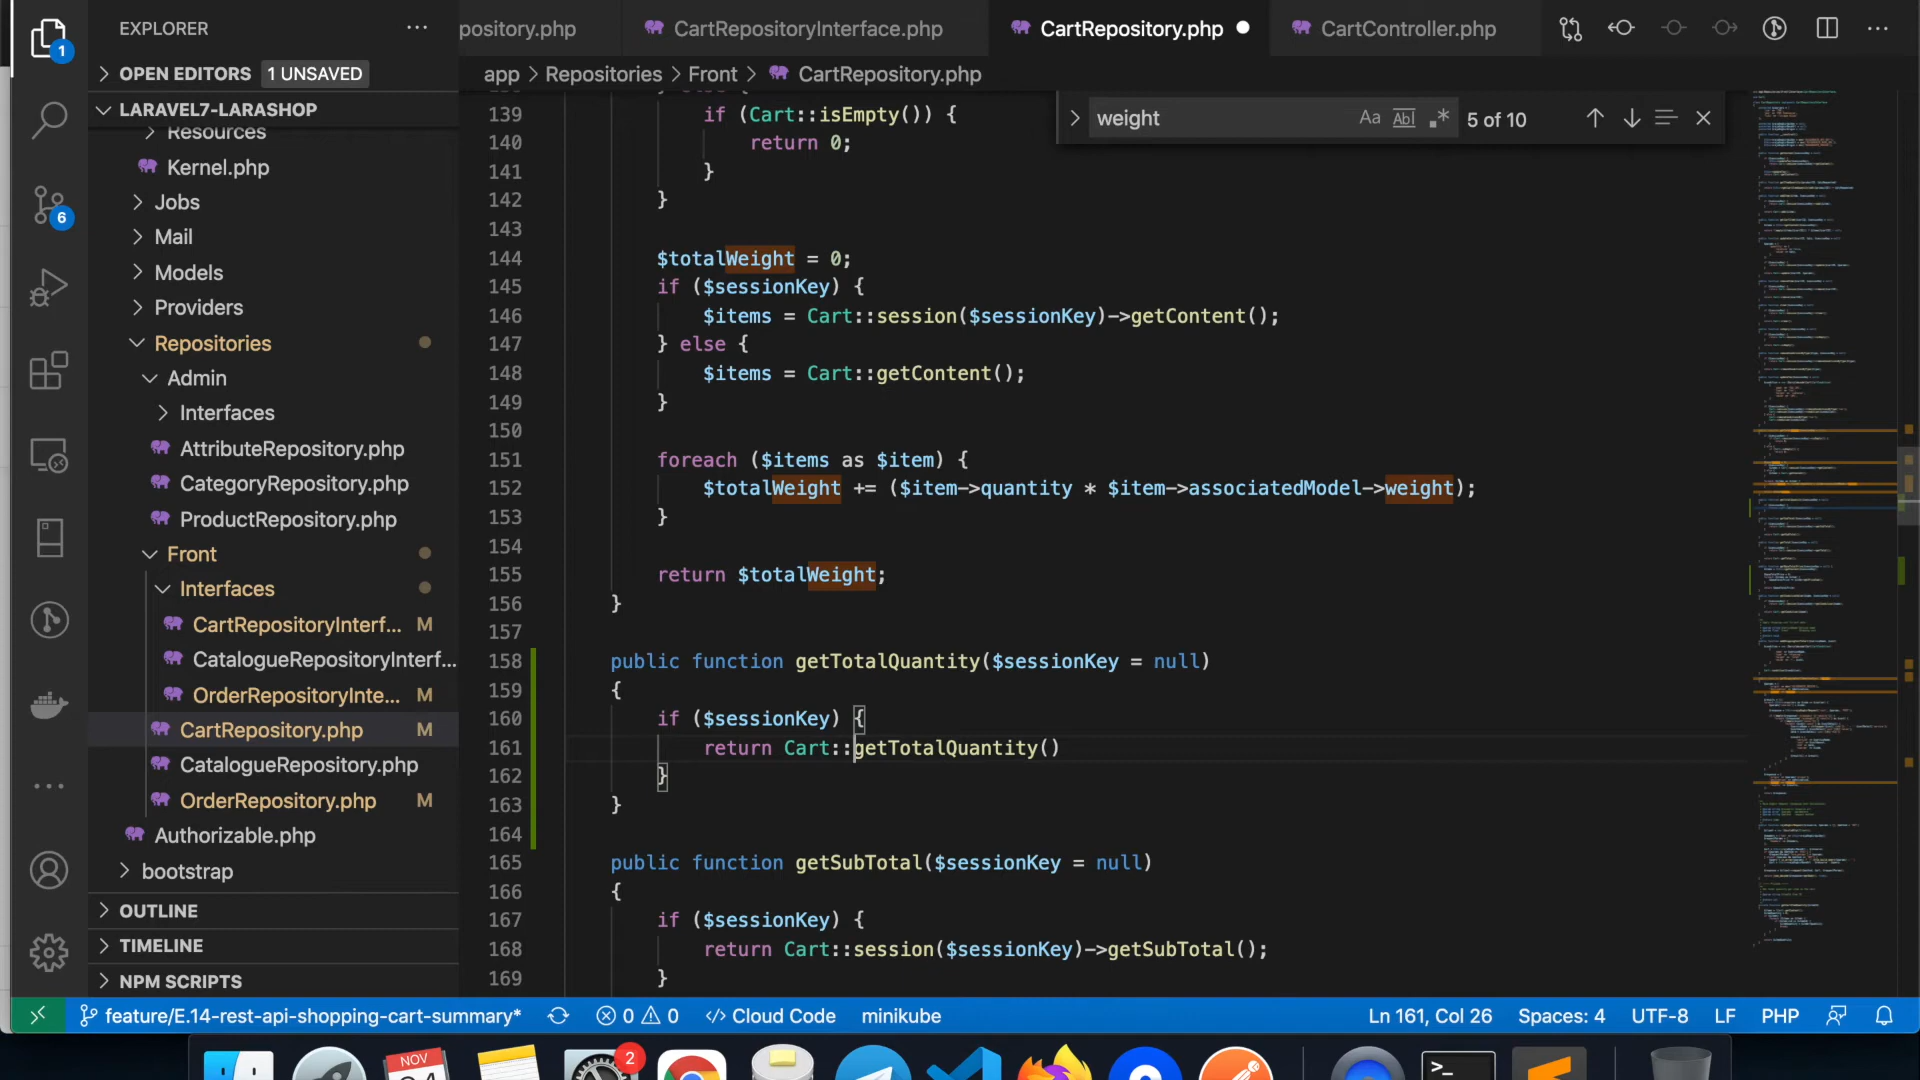 EXPLORER
OPEN EDITORS 1 UNSAVED
LARAVEL7-LARASHOP
Resources
Kernel.php
Jobs
Mail
Models
Providers
Repositories
Admin
Interfaces
AttributeRepository.php
CategoryRepository.php
ProductRepository.php
Front
Interfaces
CartRepositoryInterf... M
CatalogueRepositoryInterf...
OrderRepositoryInte... M
CartRepository.php M
CatalogueRepository.php
OrderRepository.php M
Authorizable.php
bootstrap
OUTLINE
TIMELINE
NPM SCRIPTS
1
6
pository.php CartRepositoryInterface.php CartRepository.php CartController.php
app > Repositories > Front > CartRepository.php
weight Aa Abl .* 5 of 10
139 if (Cart::isEmpty()) {
140 return 0;
141 }
142 }
143
144 $totalWeight = 0;
145 if ($sessionKey) {
146 $items = Cart::session($sessionKey)->getContent();
147 } else {
148 $items = Cart::getContent();
149 }
150
151 foreach ($items as $item) {
152 $totalWeight += ($item->quantity * $item->associatedModel->weight);
153 }
154
155 return $totalWeight;
156 }
157
158 public function getTotalQuantity($sessionKey = null)
159 {
160 if ($sessionKey) {
161 return Cart::getTotalQuantity()
162 }
163 }
164
165 public function getSubTotal($sessionKey = null)
166 {
167 if ($sessionKey) {
168 return Cart::session($sessionKey)->getSubTotal();
169 }
feature/E.14-rest-api-shopping-cart-summary* 0 0 </> Cloud Code minikube Ln 161, Col 26 Spaces: 4 UTF-8 LF PHP
NOV
2
>_